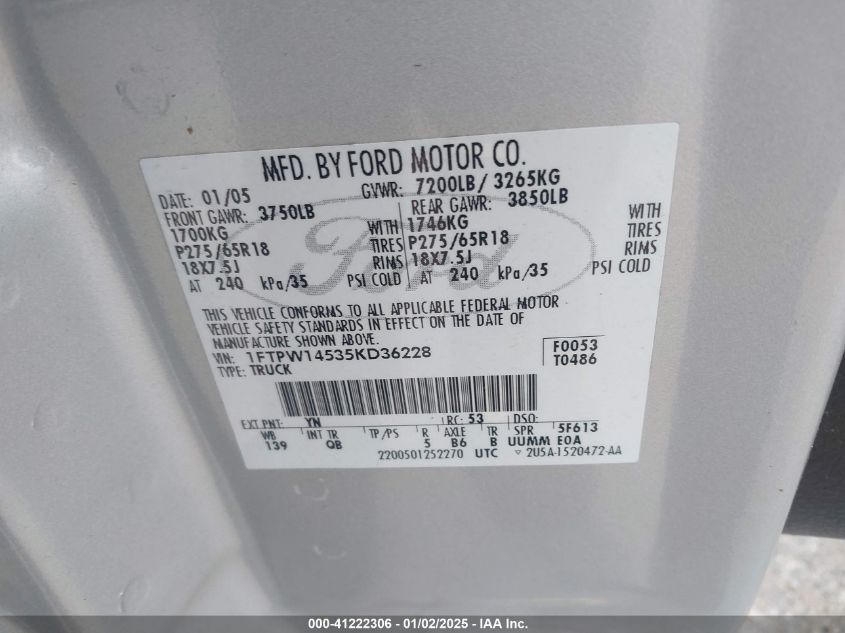 MFD. BY FORD MOTOR CO.
DATE: 01/05 GVWR: 7200LB/ 3265KG
FRONT GAWR: 3750LB REAR GAWR: 3850LB
1700KG WITH 1746KG WITH
P275/65R18 TIRES P275/65R18 TIRES
18X7.5J RIMS 18X7.5J RIMS
AT 240 kPa/35 PSI COLD AT 240 kPa/35 PSI COLD
Ford
THIS VEHICLE CONFORMS TO ALL APPLICABLE FEDERAL MOTOR
VEHICLE SAFETY STANDARDS IN EFFECT ON THE DATE OF
MANUFACTURE SHOWN ABOVE.
VIN: 1FTPW14535KD36228 F0053
TYPE: TRUCK T0486
EXT PNT: YN RC: 53 DSO:
WB INT TR TP/PS R AXLE TR SPR 5F613
139 QB 5 B6 B UUMM EOA
2200501252270 UTC ▽ 2U5A-1520472-AA
000-41222306 - 01/02/2025 - IAA Inc.